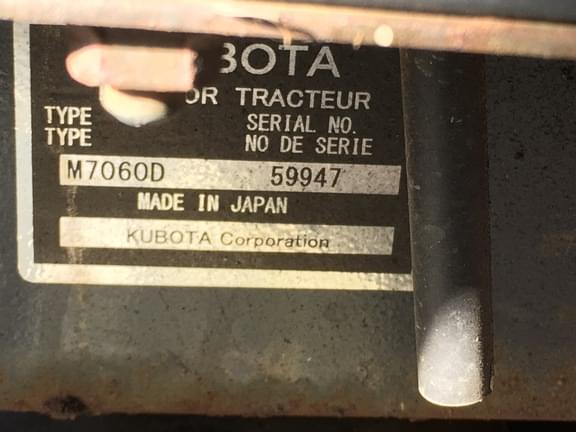 BOTA
OR TRACTEUR
TYPE SERIAL NO.
TYPE NO DE SERIE
M7060D 59947
MADE IN JAPAN
KUBOTA Corporation